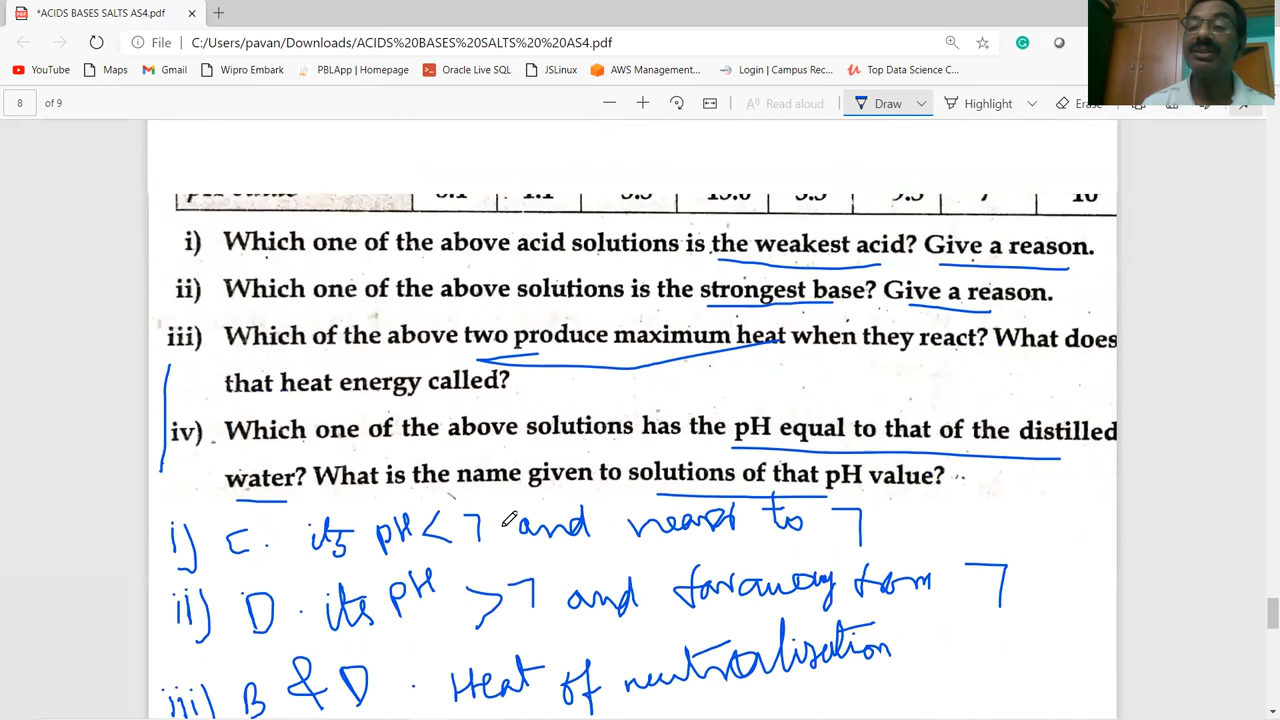 *ACIDS BASES SALTS AS4.pdf
File C:/Users/pavan/Downloads/ACIDS%20BASES%20SALTS%20%20AS4.pdf
YouTube Maps Gmail Wipro Embark PBLApp | Homepage Oracle Live SQL JSLinux AWS Management... Login | Campus Rec... Top Data Science C...
8 of 9 Read aloud Draw Highlight Erase
i) Which one of the above acid solutions is the weakest acid? Give a reason.
ii) Which one of the above solutions is the strongest base? Give a reason.
iii) Which of the above two produce maximum heat when they react? What does
that heat energy called?
iv) Which one of the above solutions has the pH equal to that of the distilled
water? What is the name given to solutions of that pH value?
i) its pH < 7 and nearest to 7
ii) D. its pH > 7 and faraway from 7
iii) B & D. Heat of neutralisation